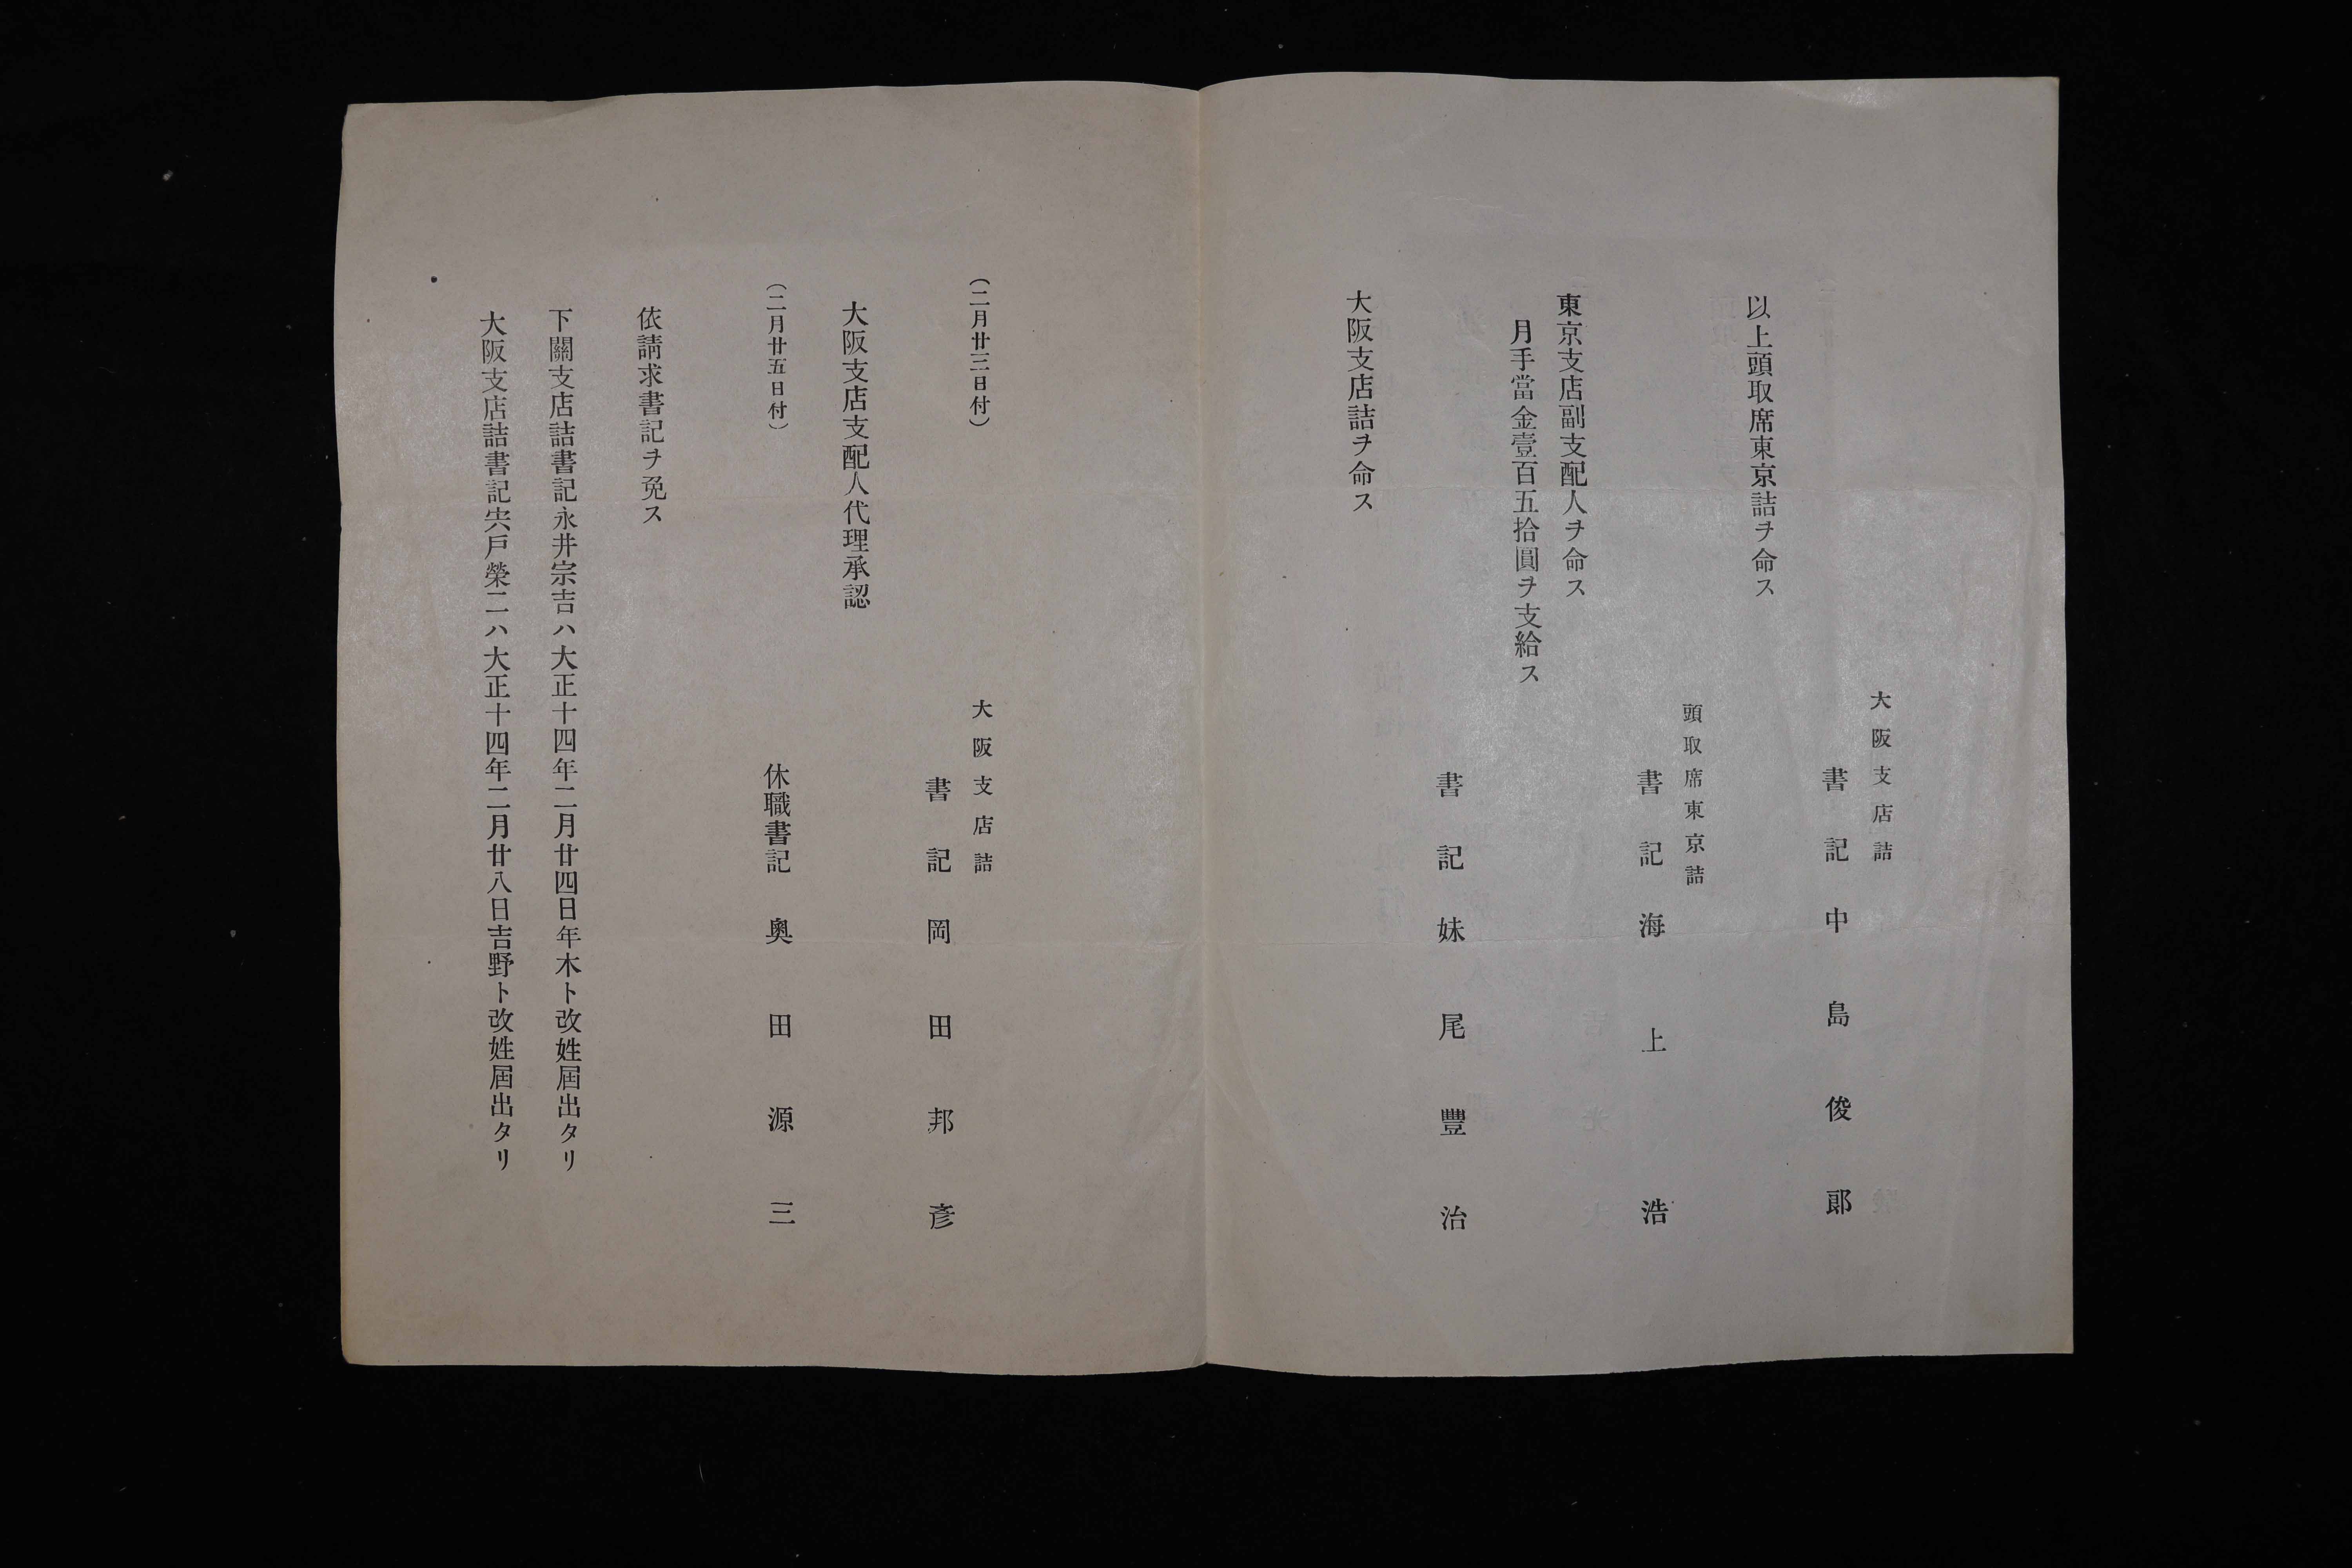 大阪支店詰
書記 中島俊郎
以上頭取席東京詰ヲ命ス
頭取席東京詰
書記 海上浩
東京支店副支配人ヲ命ス
月手當金壹百五拾圓ヲ支給ス
書記 妹尾豐治
大阪支店詰ヲ命ス
(二月廿三日付)
大阪支店詰
書記 岡田邦彥
大阪支店支配人代理承認
(二月廿五日付)
休職書記 奥田源三
依請求書記ヲ免ス
下關支店詰書記永井宗吉ハ大正十四年二月廿四日年木ト改姓屆出タリ
大阪支店詰書記宍戶榮二ハ大正十四年二月廿八日吉野ト改姓屆出タリ